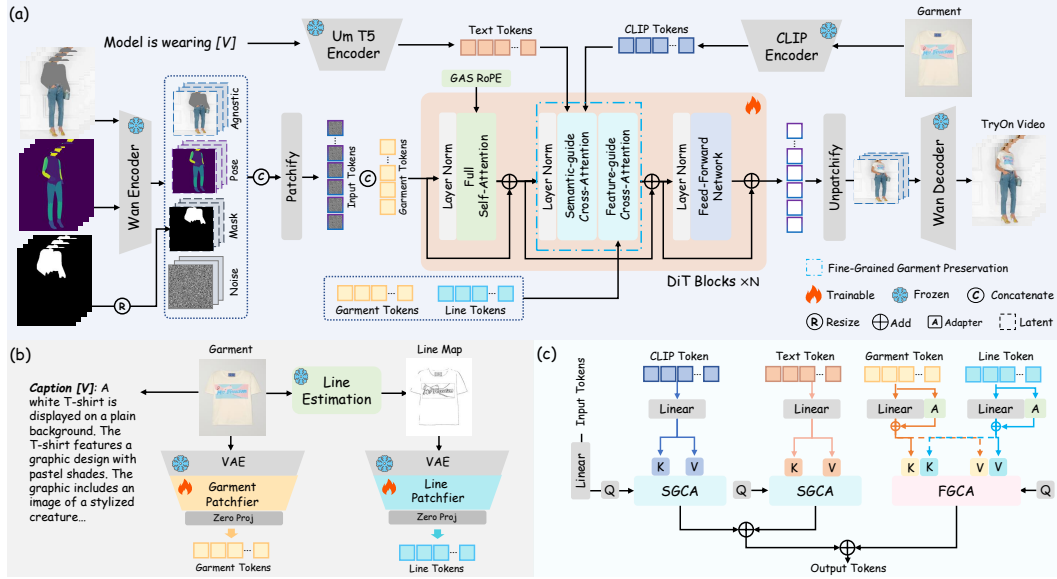 (a)
Model is wearing [V]
Um T5
Encoder
Text Tokens
CLIP Tokens
CLIP
Encoder
Garment
GAS RoPE
Wan Encoder
Agnostic
Pose
Mask
Noise
R
C
Patchify
Input Tokens
C
Garment Tokens
Layer Norm
Full
Self-Attention
Layer Norm
Semantic-guide
Cross-Attention
Feature-guide
Cross-Attention
Layer Norm
Feed-Forward
Network
DiT Blocks ×N
Garment Tokens
Line Tokens
Unpatchify
Wan Decoder
TryOn Video
Fine-Grained Garment Preservation
Trainable
Frozen
C
Concatenate
R
Resize
Add
A
Adapter
Latent
(b)
Garment
Line Map
Caption [V]: A
white T-shirt is
displayed on a plain
background. The
T-shirt features a
graphic design with
pastel shades. The
graphic includes an
image of a stylized
creature...
Line
Estimation
VAE
Garment
Patchfier
Zero Proj
Garment Tokens
VAE
Line
Patchfier
Zero Proj
Line Tokens
(c)
Input Tokens
Linear
CLIP Token
Linear
K
V
Q
SGCA
Text Token
Linear
K
V
Q
SGCA
Garment Token
Line Token
Linear
A
Linear
A
K
K
V
V
FGCA
Q
Output Tokens